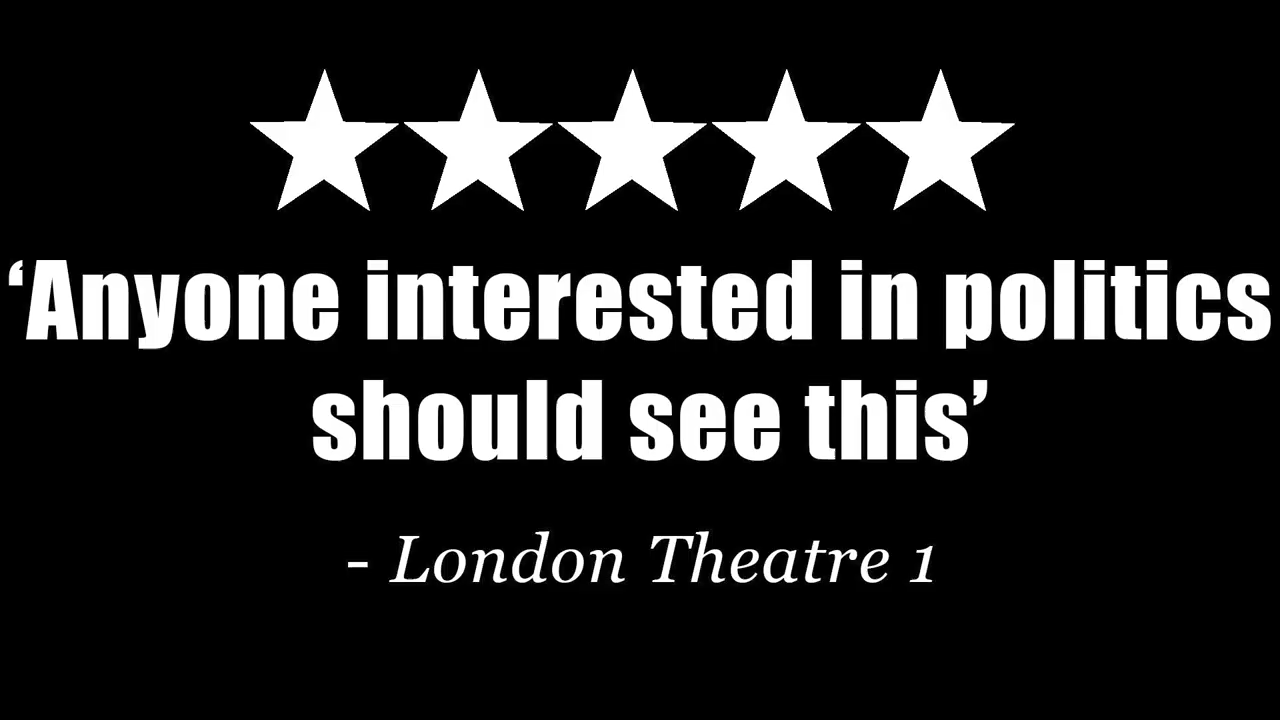 ‘Anyone interested in politics
should see this’
- London Theatre 1